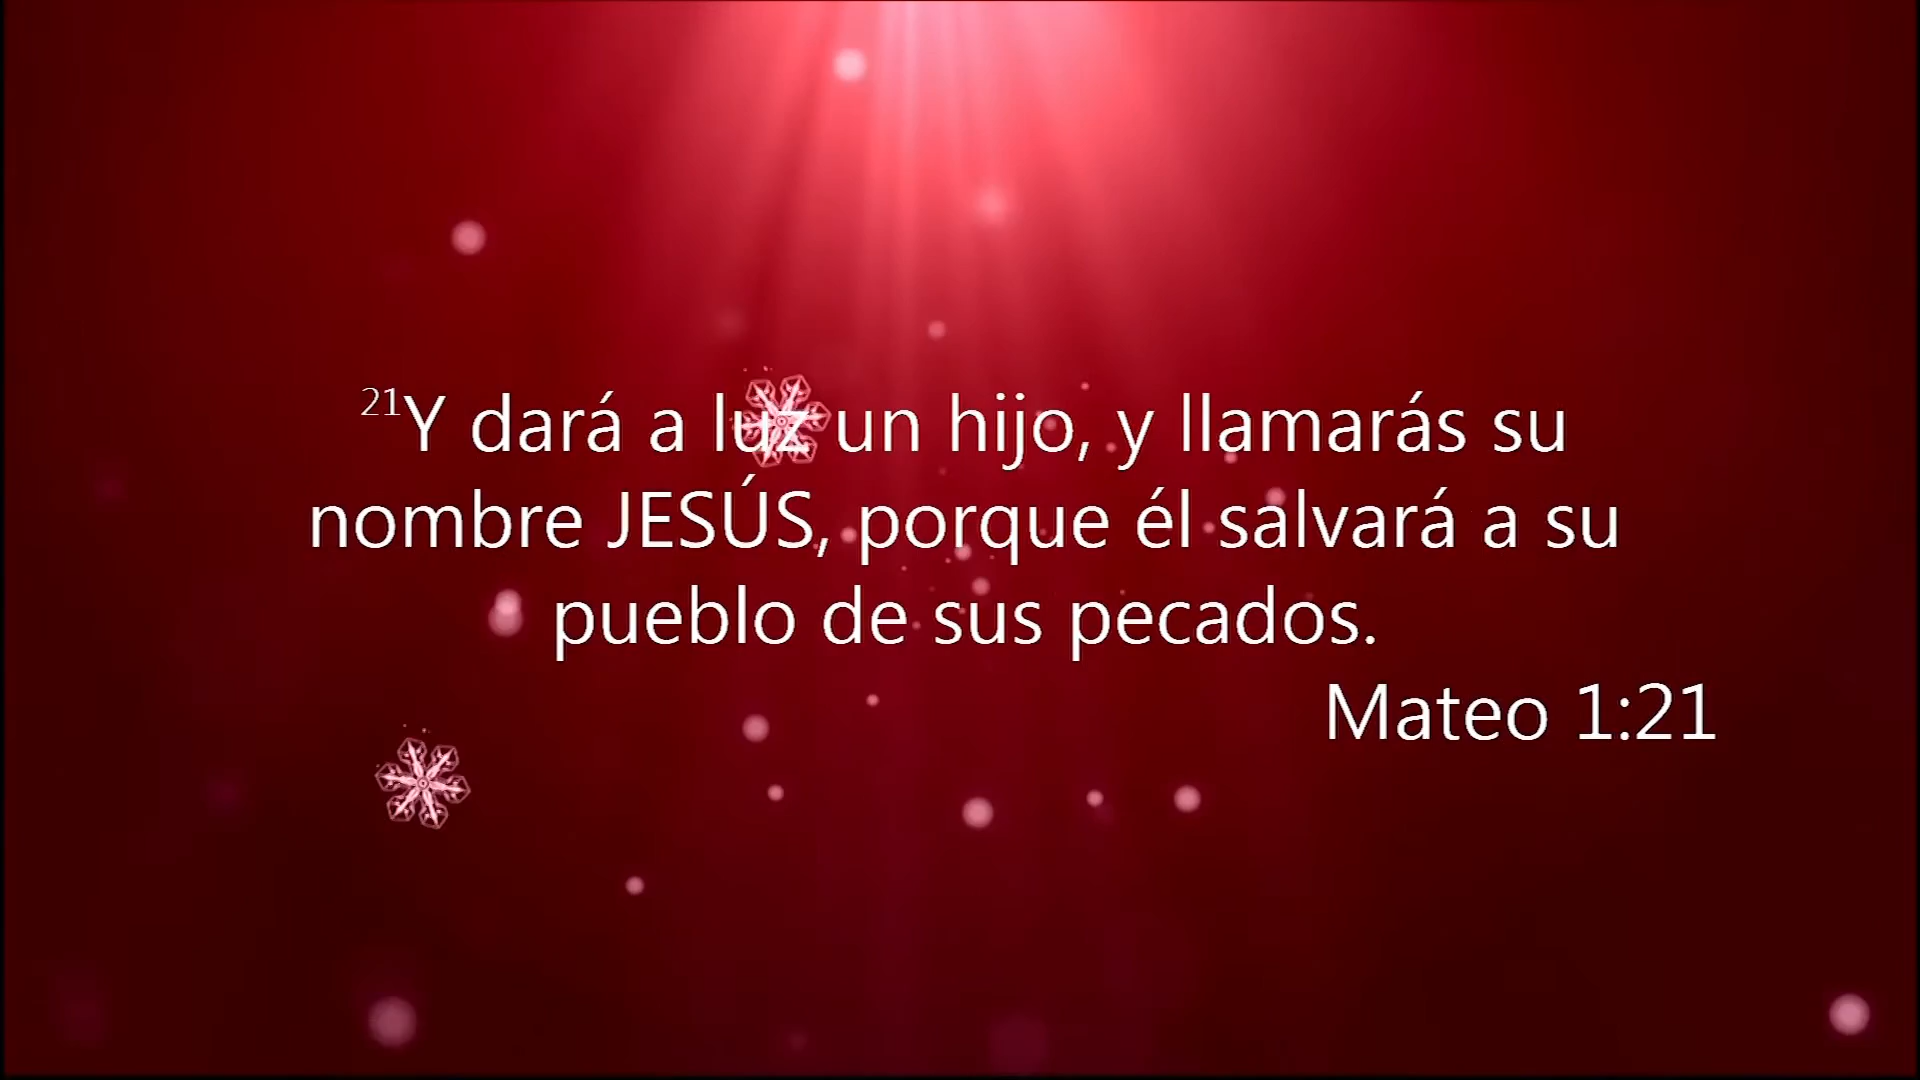 21Y dará a luz un hijo, y llamarás su
nombre JESÚS, porque él salvará a su
pueblo de sus pecados.
Mateo 1:21